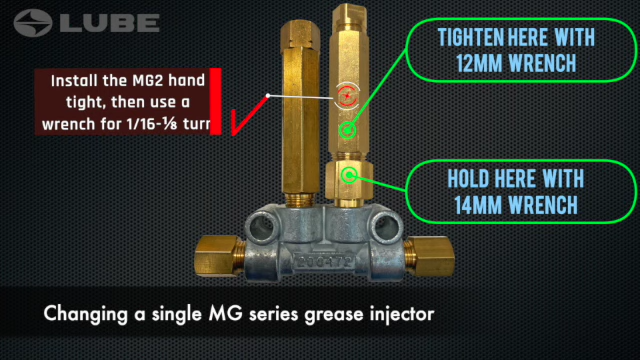 LUBE
TIGHTEN HERE WITH
12MM WRENCH
Install the MG2 hand
tight, then use a
wrench for 1/16-⅛ turn
HOLD HERE WITH
14MM WRENCH
Changing a single MG series grease injector